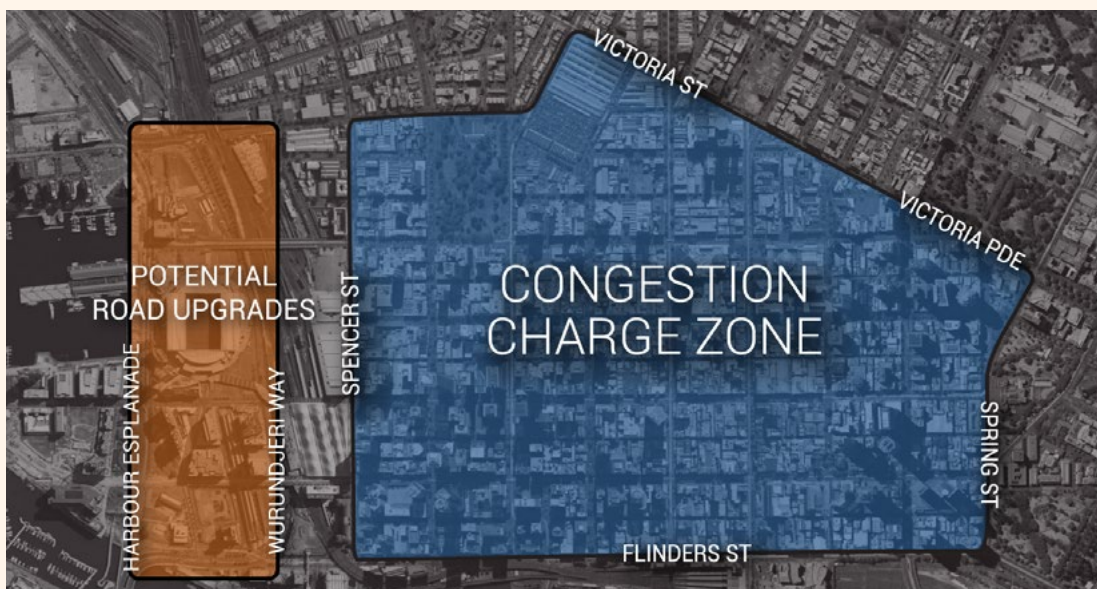 VICTORIA ST
VICTORIA PDE
POTENTIAL
ROAD UPGRADES
CONGESTION
CHARGE ZONE
SPENCER ST
HARBOUR ESPLANADE
WURUNDJERI WAY
SPRING ST
FLINDERS ST